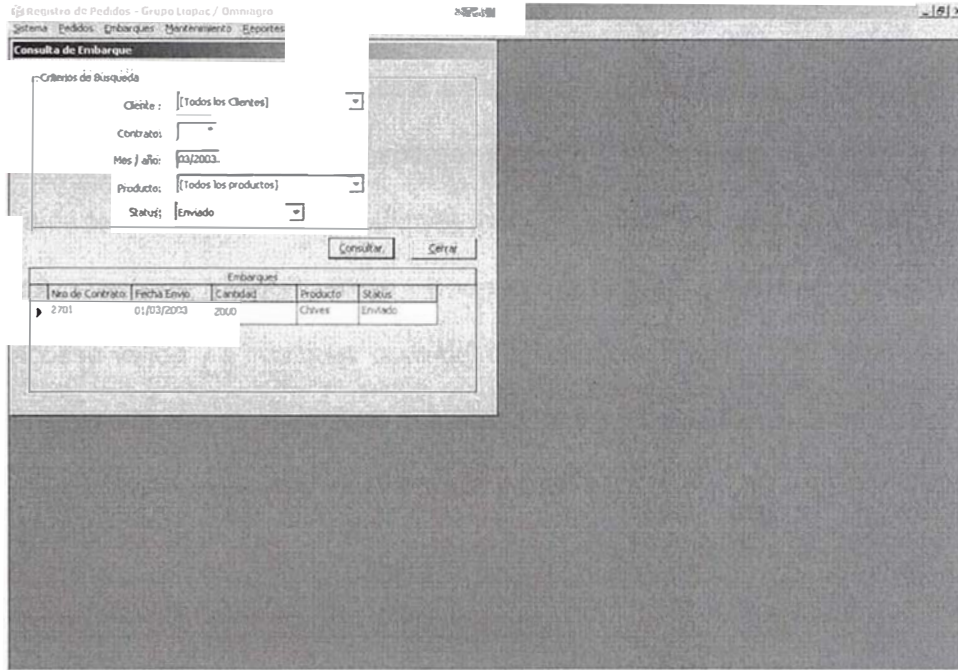 Registro de Pedidos - Grupo Liopac / Omniagro
Sistema Pedidos Embarques Mantenimiento Reportes
Consulta de Embarque
Criterios de Búsqueda
Cliente : [Todos los Clientes]
Contrato:
Mes / año: 03/2003
Producto: [Todos los productos]
Status: Enviado
Consultar Cerrar
Embarques
Nro de Contrato Fecha Envio Cantidad Producto Status
2701 01/03/2003 2000 Chives Enviado